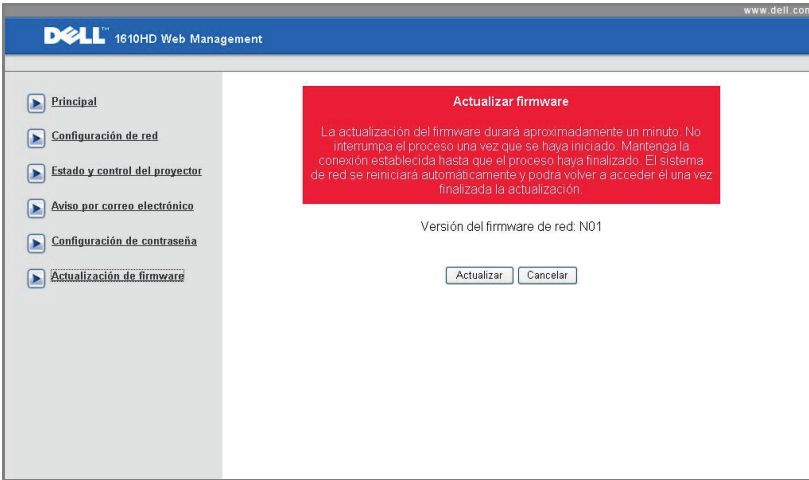 www.dell.com
DELL™ 1610HD Web Management
Principal
Configuración de red
Estado y control del proyector
Aviso por correo electrónico
Configuración de contraseña
Actualización de firmware
Actualizar firmware
La actualización del firmware durará aproximadamente un minuto. No
interrumpa el proceso una vez que se haya iniciado. Mantenga la
conexión establecida hasta que el proceso haya finalizado. El sistema
de red se reiniciará automáticamente y podrá volver a acceder él una vez
finalizada la actualización.
Versión del firmware de red: N01
Actualizar Cancelar